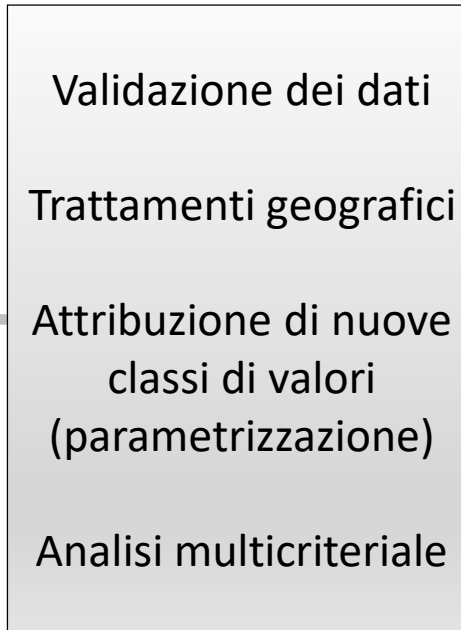 Validazione dei dati
Trattamenti geografici
Attribuzione di nuove
classi di valori
(parametrizzazione)
Analisi multicriteriale